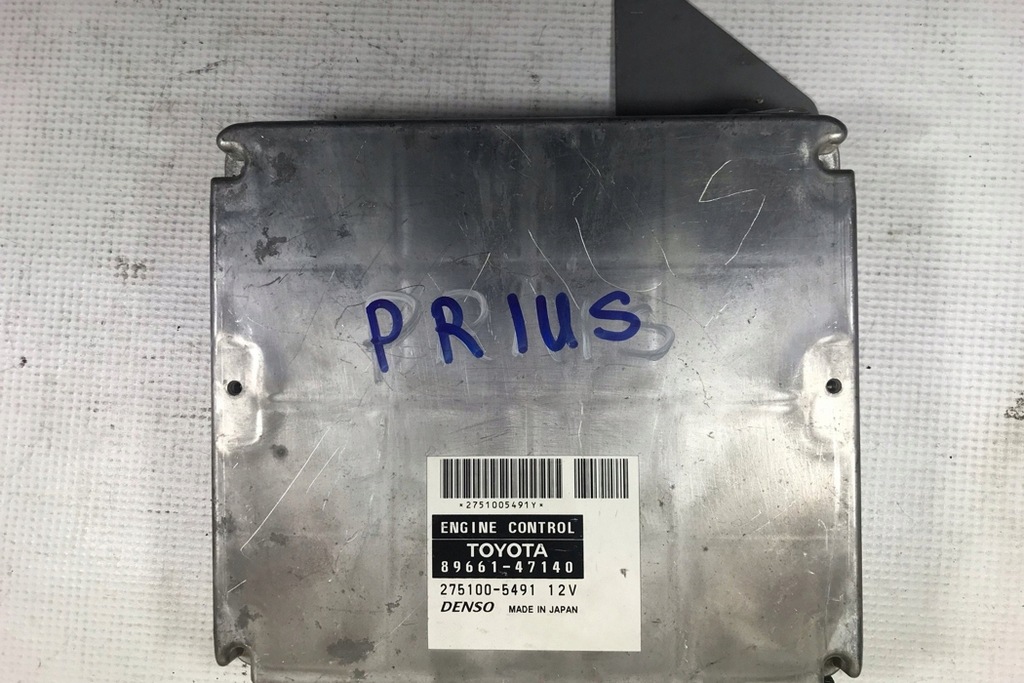 PRIUS
*2751005491Y*
ENGINE CONTROL
TOYOTA
89661-47140
275100-5491 12V
DENSO MADE IN JAPAN